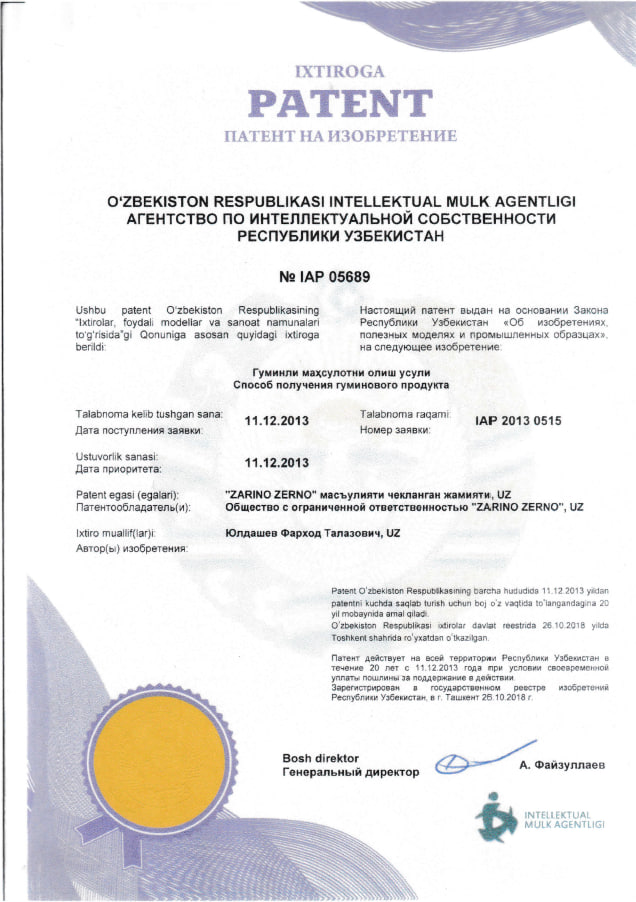 IXTIROGA
PATENT
ПАТЕНТ НА ИЗОБРЕТЕНИЕ
O‘ZBEKISTON RESPUBLIKASI INTELLEKTUAL MULK AGENTLIGI
АГЕНТСТВО ПО ИНТЕЛЛЕКТУАЛЬНОЙ СОБСТВЕННОСТИ
РЕСПУБЛИКИ УЗБЕКИСТАН
№ IAP 05689
Ushbu patent O‘zbekiston Respublikasining
“Ixtirolar, foydali modellar va sanoat namunalari
to‘g‘risida”gi Qonuniga asosan quyidagi ixtiroga
berildi:
Настоящий патент выдан на основании Закона
Республики Узбекистан «Об изобретениях,
полезных моделях и промышленных образцах»,
на следующее изобретение:
Гуминли маҳсулотни олиш усули
Способ получения гуминового продукта
Talabnoma kelib tushgan sana:
Дата поступления заявки:
11.12.2013
Talabnoma raqami:
Номер заявки:
IAP 2013 0515
Ustuvorlik sanasi:
Дата приоритета:
11.12.2013
Patent egasi (egalari):
Патентообладатель(и):
"ZARINO ZERNO" масъулияти чекланган жамияти, UZ
Общество с ограниченной ответственностью "ZARINO ZERNO", UZ
Ixtiro muallif(lar)i:
Автор(ы) изобретения:
Юлдашев Фарход Талазович, UZ
Patent O‘zbekiston Respublikasining barcha hududida 11.12.2013 yildan
patentni kuchda saqlab turish uchun boj o‘z vaqtida to‘langandagina 20
yil mobaynida amal qiladi.
O‘zbekiston Respublikasi ixtirolar davlat reestrida 26.10.2018 yilda
Toshkent shahrida ro‘yxatdan o‘tkazilgan.
Патент действует на всей территории Республики Узбекистан в
течение 20 лет с 11.12.2013 года при условии своевременной
уплаты пошлины за поддержание в действии.
Зарегистрирован в государственном реестре изобретений
Республики Узбекистан, в г. Ташкент 26.10.2018 г.
Bosh direktor
Генеральный директор
А. Файзуллаев
INTELLEKTUAL
MULK AGENTLIGI